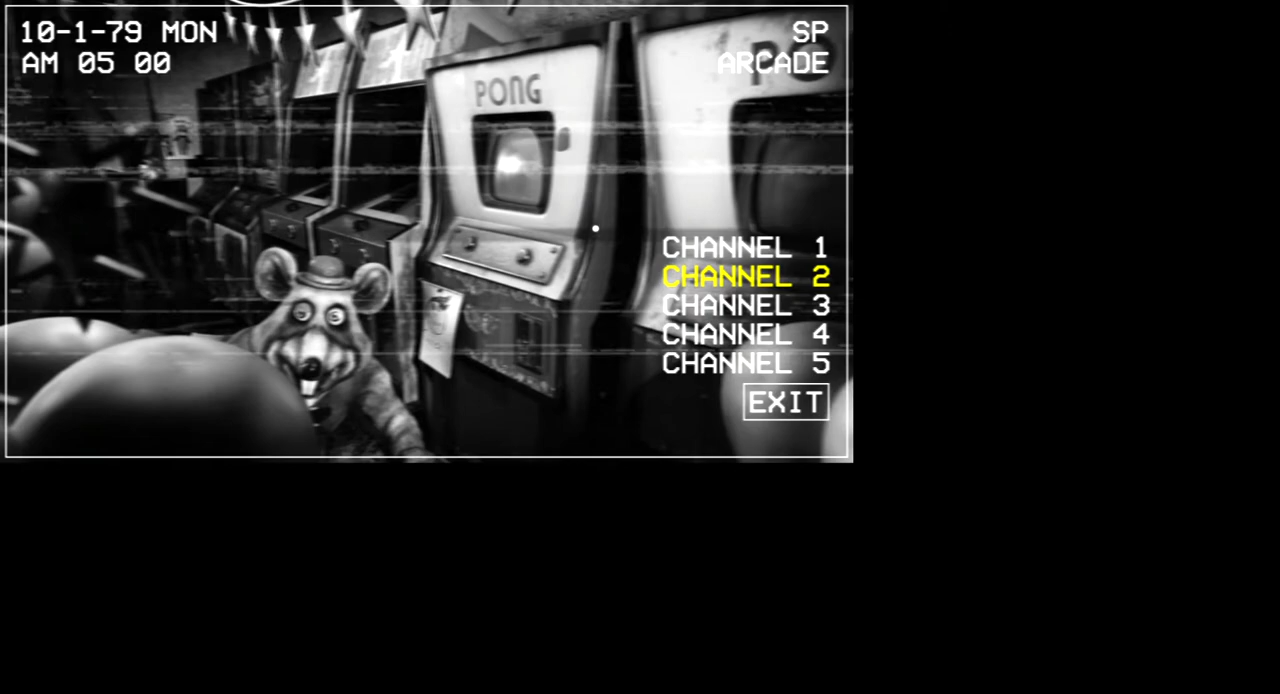 10-1-79 MON
AM 05 00
SP
ARCADE
PONG
CHANNEL 1
CHANNEL 2
CHANNEL 3
CHANNEL 4
CHANNEL 5
EXIT